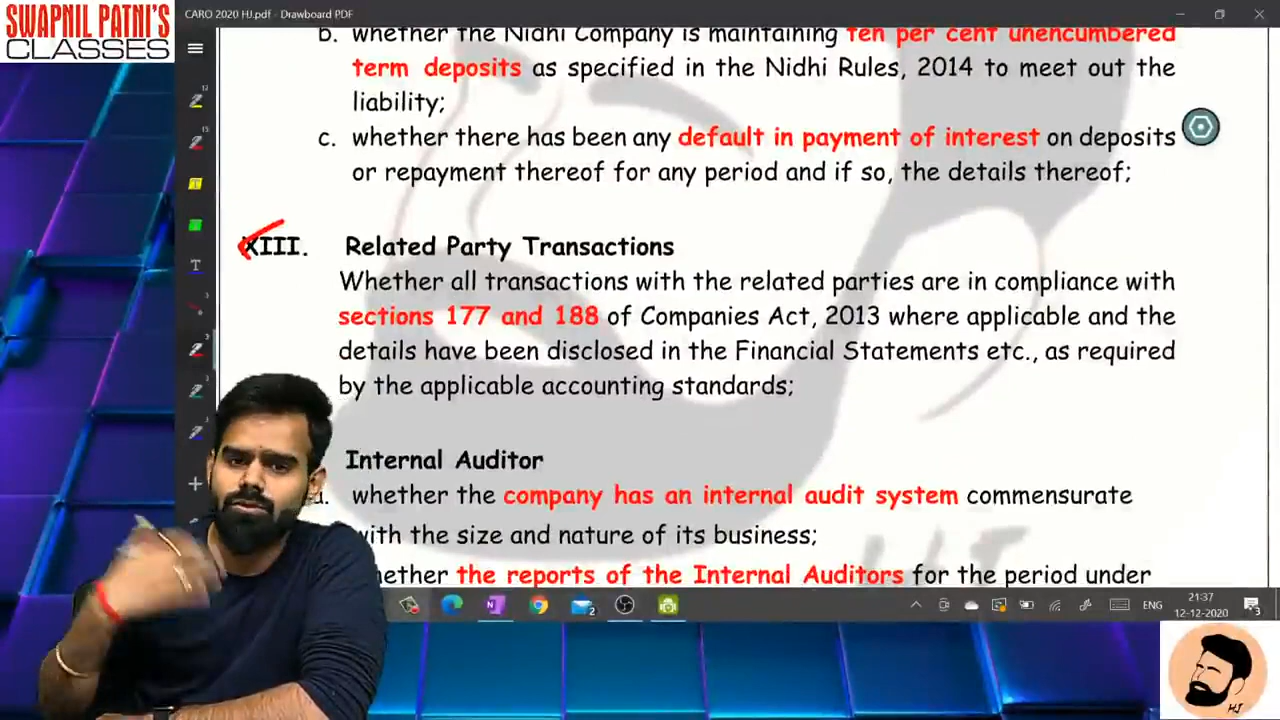 SWAPNIL PATNI'S
CLASSES
CARO 2020 HJ.pdf - Drawboard PDF
b. whether the Nidhi Company is maintaining ten per cent unencumbered
term deposits as specified in the Nidhi Rules, 2014 to meet out the
liability;
c. whether there has been any default in payment of interest on deposits
or repayment thereof for any period and if so, the details thereof;
XIII. Related Party Transactions
Whether all transactions with the related parties are in compliance with
sections 177 and 188 of Companies Act, 2013 where applicable and the
details have been disclosed in the Financial Statements etc., as required
by the applicable accounting standards;
Internal Auditor
whether the company has an internal audit system commensurate
with the size and nature of its business;
whether the reports of the Internal Auditors for the period under
ENG
21:37
12-12-2020
HJ